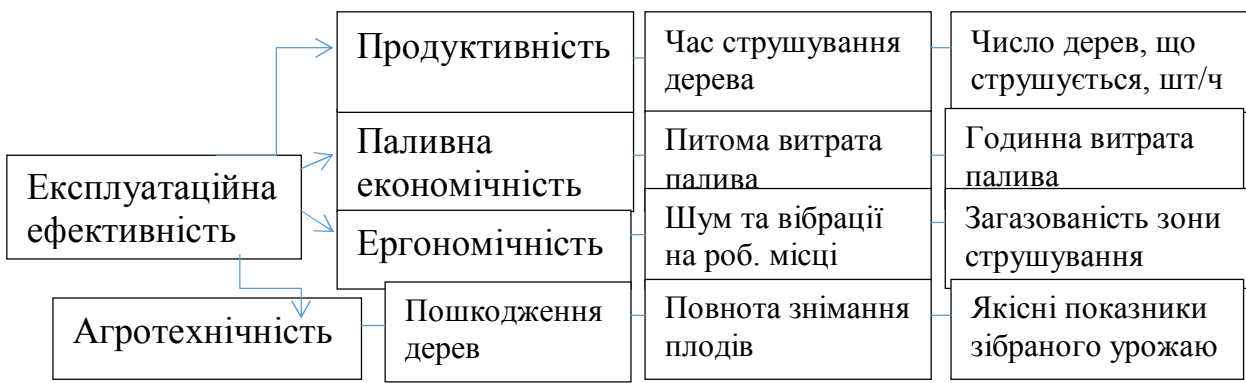 Продуктивність
Час струшування
дерева
Число дерев, що
струшується, шт/ч
Експлуатаційна
ефективність
Паливна
економічність
Питома витрата
палива
Годинна витрата
палива
Ергономічність
Шум та вібрації
на роб. місці
Загазованість зони
струшування
Агротехнічність
Пошкодження
дерев
Повнота знімання
плодів
Якісні показники
зібраного урожаю